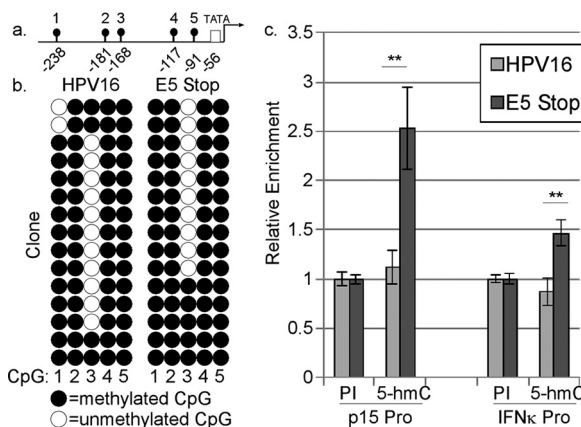 a.
1 2 3 4 5 TATA
-238 -181 -168 -117 -91 -56
b. HPV16 E5 Stop
Clone
CpG: 1 2 3 4 5 1 2 3 4 5
=methylated CpG
=unmethylated CpG
c.
HPV16
E5 Stop
Relative Enrichment
3.5
3
2.5
2
1.5
1
0.5
0
**
**
PI 5-hmC PI 5-hmC
p15 Pro IFNκ Pro